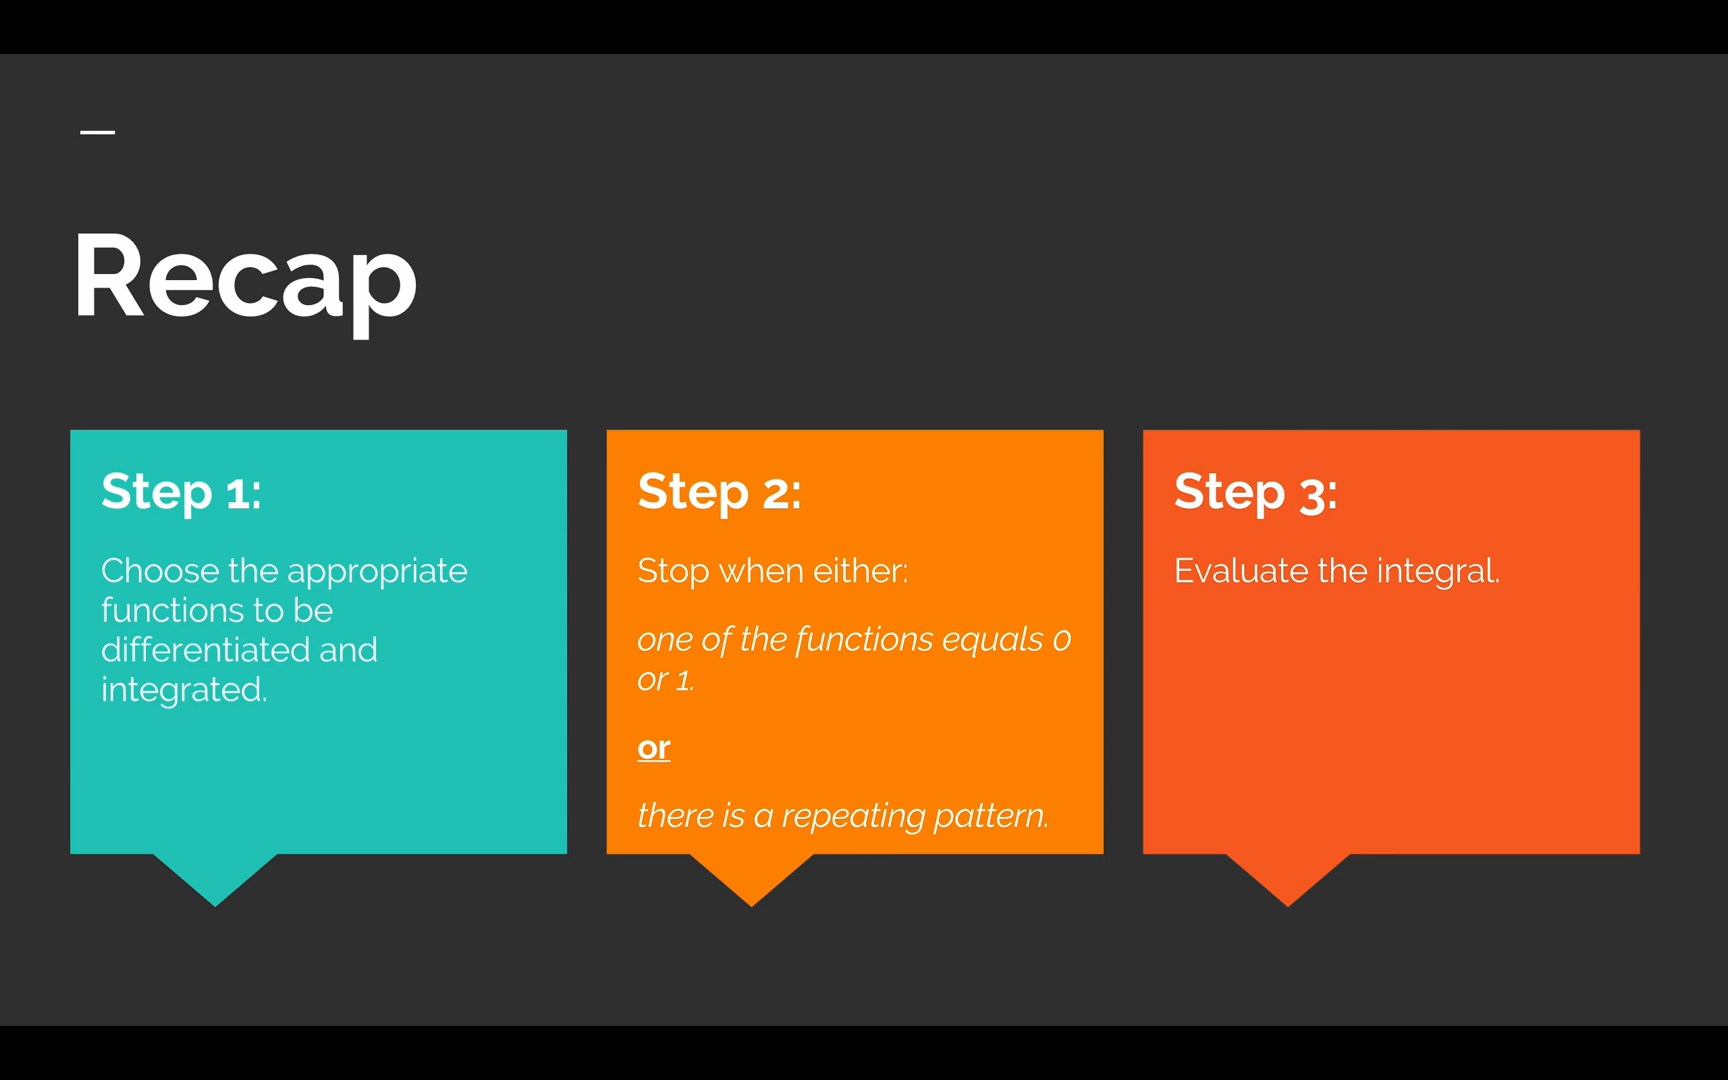 Recap
Step 1:
Choose the appropriate
functions to be
differentiated and
integrated.
Step 2:
Stop when either:
one of the functions equals 0
or 1.
or
there is a repeating pattern.
Step 3:
Evaluate the integral.